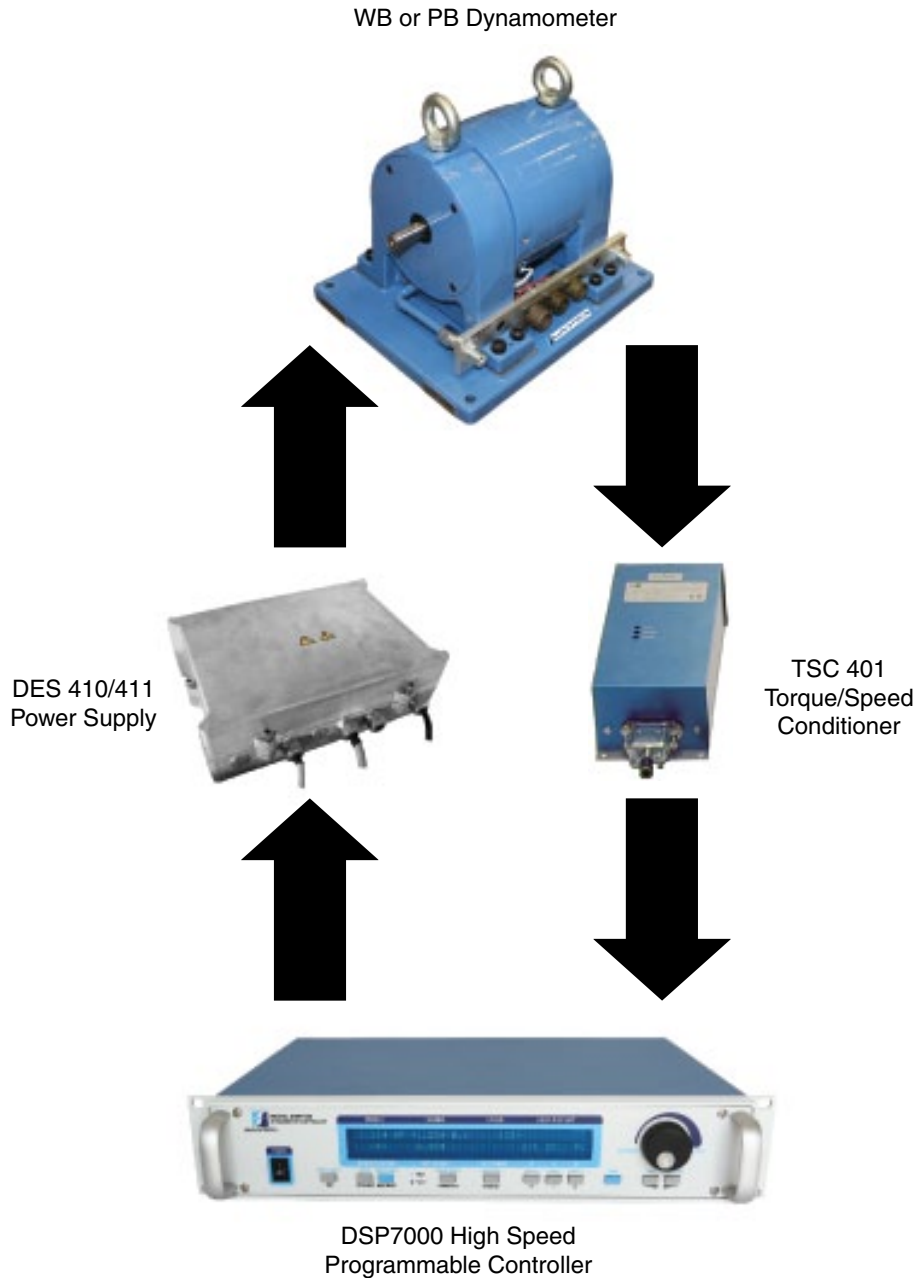 WB or PB Dynamometer
DES 410/411
Power Supply
TSC 401
Torque/Speed
Conditioner
DSP7000 High Speed
Programmable Controller